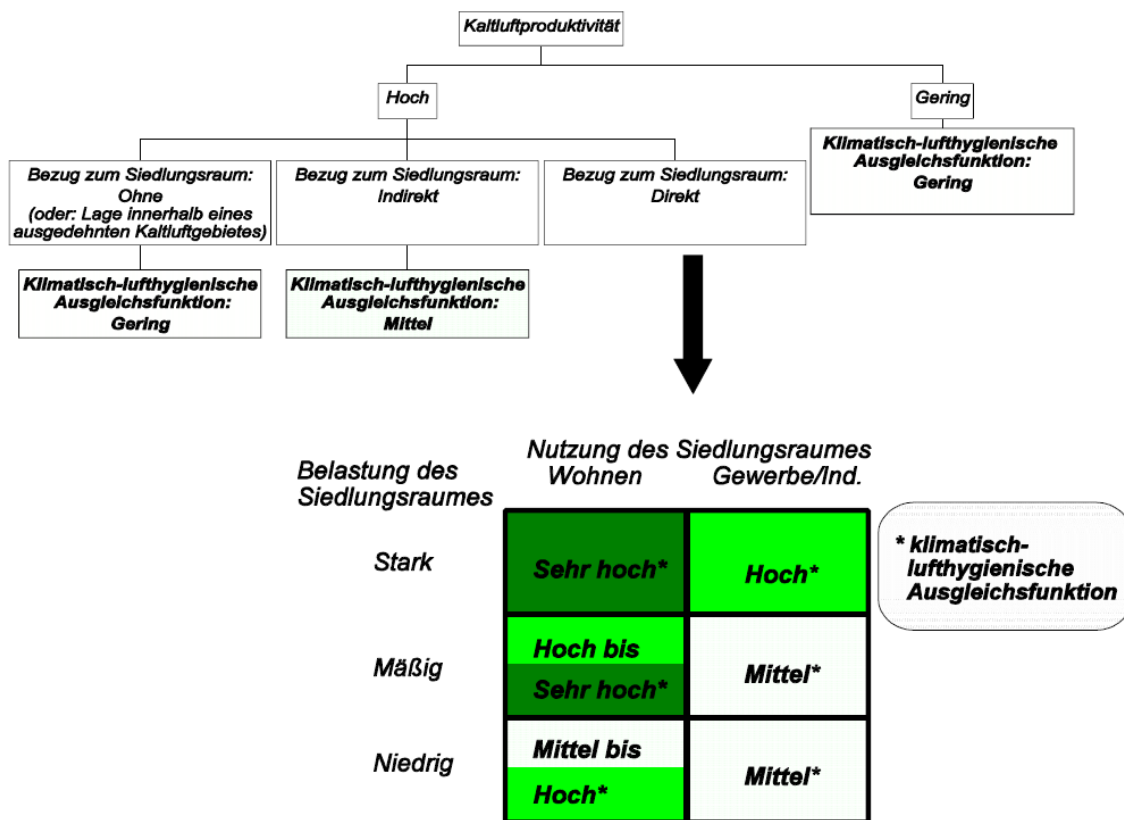 Kaltluftproduktivität
Hoch
Gering
Klimatisch-lufthygienische
Ausgleichsfunktion:
Gering
Bezug zum Siedlungsraum:
Ohne
(oder: Lage innerhalb eines
ausgedehnten Kaltluftgebietes)
Bezug zum Siedlungsraum:
Indirekt
Bezug zum Siedlungsraum:
Direkt
Klimatisch-lufthygienische
Ausgleichsfunktion:
Gering
Klimatisch-lufthygienische
Ausgleichsfunktion:
Mittel
Nutzung des Siedlungsraumes
Wohnen Gewerbe/Ind.
Belastung des
Siedlungsraumes
Stark
Sehr hoch*
Hoch*
* klimatisch-
lufthygienische
Ausgleichsfunktion
Mäßig
Hoch bis
Sehr hoch*
Mittel*
Niedrig
Mittel bis
Hoch*
Mittel*